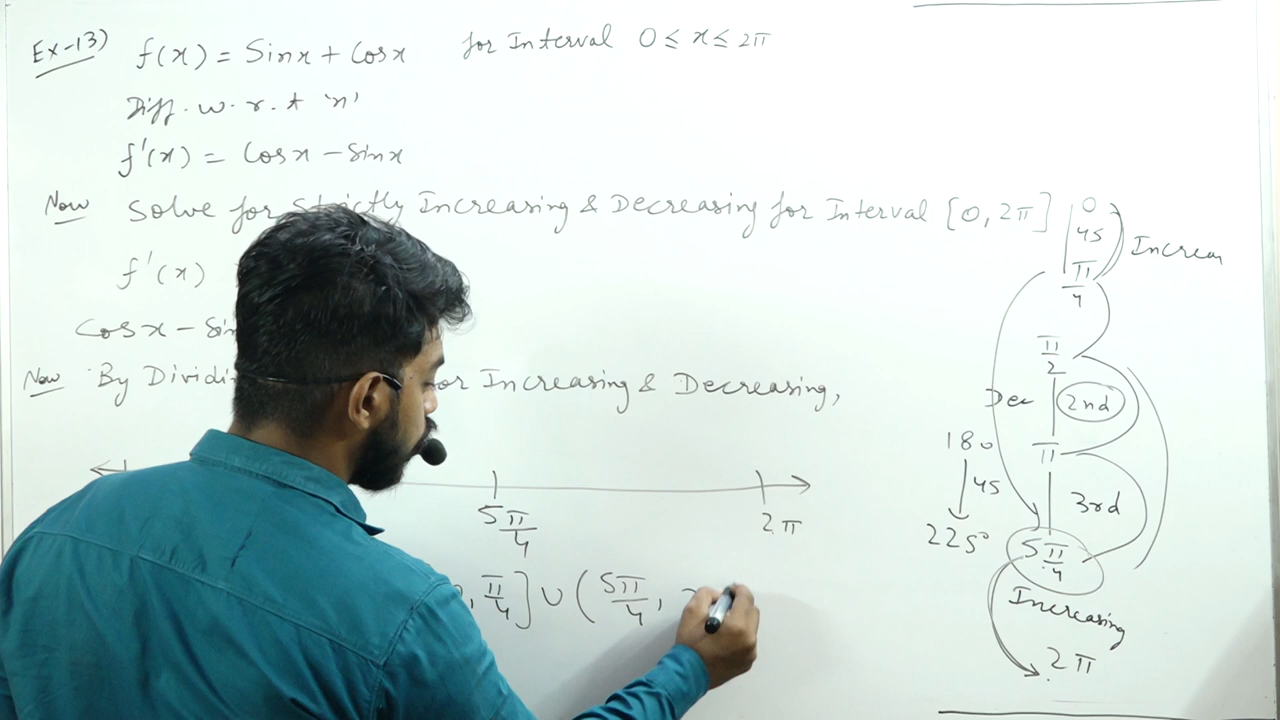 Ex-13) f(x) = Sinx + Cosx for Interval 0 ≤ x ≤ 2π
Diff. w.r.t 'x'
f'(x) = Cosx - Sinx
Now Solve for Strictly Increasing & Decreasing for Interval [0, 2π]
f'(x)
Cosx - Sin
Now By Dividi or Increasing & Decreasing,
5π/4 2π
, π/4] ∪ (5π/4,
0
45
π/4
Increa
π/2
Dec 2nd
π
180
45
225°
3rd
5π/4
Increasing
2π